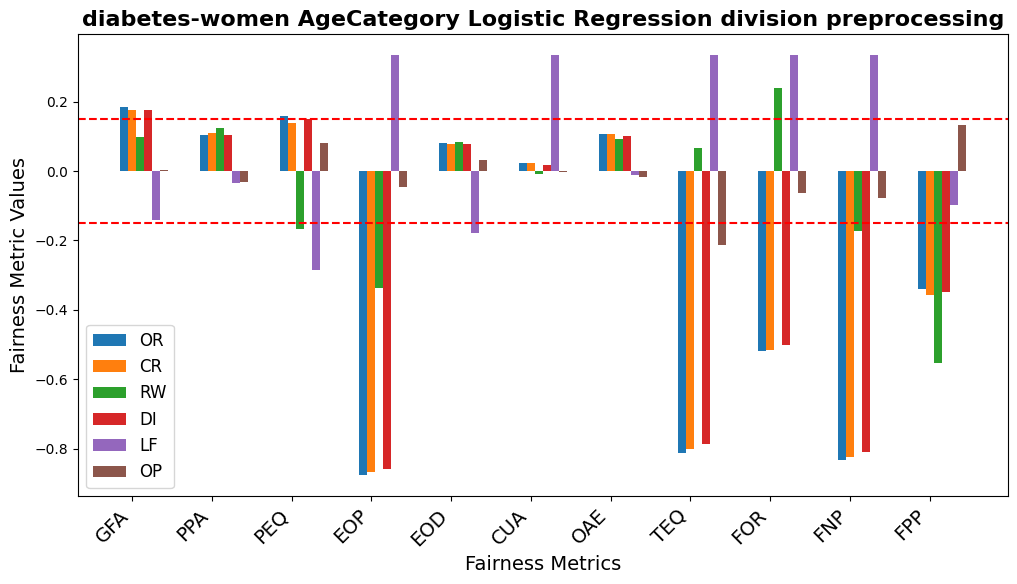 diabetes-women AgeCategory Logistic Regression division preprocessing
Fairness Metric Values
0.2
0.0
−0.2
−0.4
−0.6
−0.8
OR
CR
RW
DI
LF
OP
GFA
PPA
PEQ
EOP
EOD
CUA
OAE
TEQ
FOR
FNP
FPP
Fairness Metrics